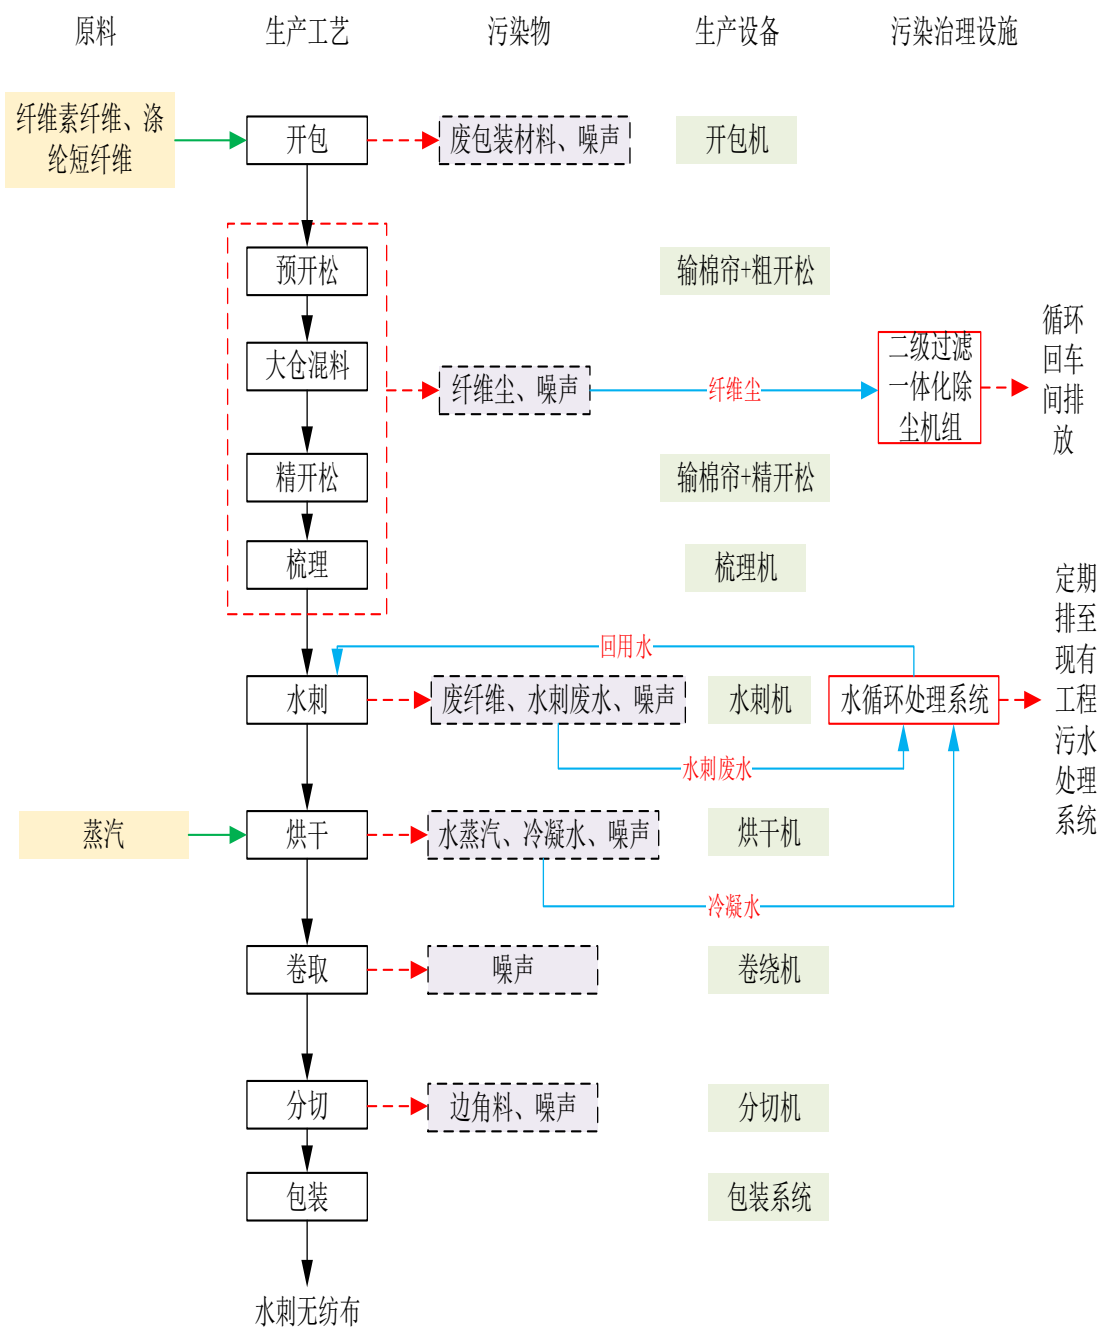 原料 生产工艺 污染物 生产设备 污染治理设施
纤维素纤维、涤
纶短纤维
开包 废包装材料、噪声 开包机
预开松 输棉帘+粗开松
大仓混料
纤维尘、噪声 纤维尘
二级过滤
一体化除
尘机组
循环
回车
间排
放
精开松 输棉帘+精开松
梳理 梳理机
回用水
水刺 废纤维、水刺废水、噪声 水刺机 水循环处理系统
定期
排至
现有
工程
污水
处理
系统
水刺废水
蒸汽 烘干 水蒸汽、冷凝水、噪声 烘干机
冷凝水
卷取 噪声 卷绕机
分切 边角料、噪声 分切机
包装 包装系统
水刺无纺布